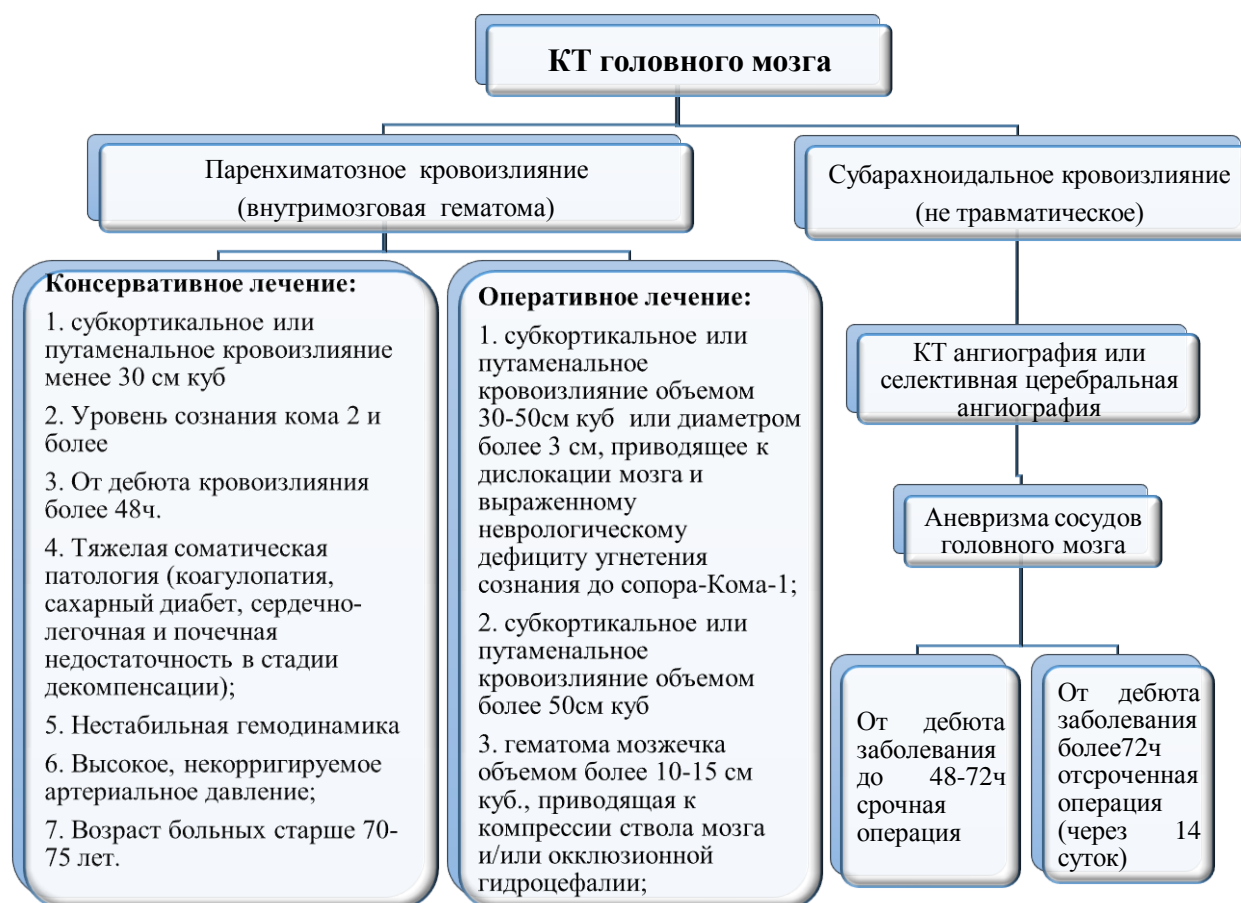 КТ головного мозга
Паренхиматозное кровоизлияние
(внутримозговая гематома)
Субарахноидальное кровоизлияние
(не травматическое)
Консервативное лечение:
1. субкортикальное или
путаменальное кровоизлияние
менее 30 см куб
2. Уровень сознания кома 2 и
более
3. От дебюта кровоизлияния
более 48ч.
4. Тяжелая соматическая
патология (коагулопатия,
сахарный диабет, сердечно-
легочная и почечная
недостаточность в стадии
декомпенсации);
5. Нестабильная гемодинамика
6. Высокое, некорригируемое
артериальное давление;
7. Возраст больных старше 70-
75 лет.
Оперативное лечение:
1. субкортикальное или
путаменальное
кровоизлияние объемом
30-50см куб или диаметром
более 3 см, приводящее к
дислокации мозга и
выраженному
неврологическому
дефициту угнетения
сознания до сопора-Кома-1;
2. субкортикальное или
путаменальное
кровоизлияние объемом
более 50см куб
3. гематома мозжечка
объемом более 10-15 см
куб., приводящая к
компрессии ствола мозга
и/или окклюзионной
гидроцефалии;
КТ ангиография или
селективная церебральная
ангиография
Аневризма сосудов
головного мозга
От дебюта
заболевания
до 48-72ч
срочная
операция
От дебюта
заболевания
более72ч
отсроченная
операция
(через 14
суток)